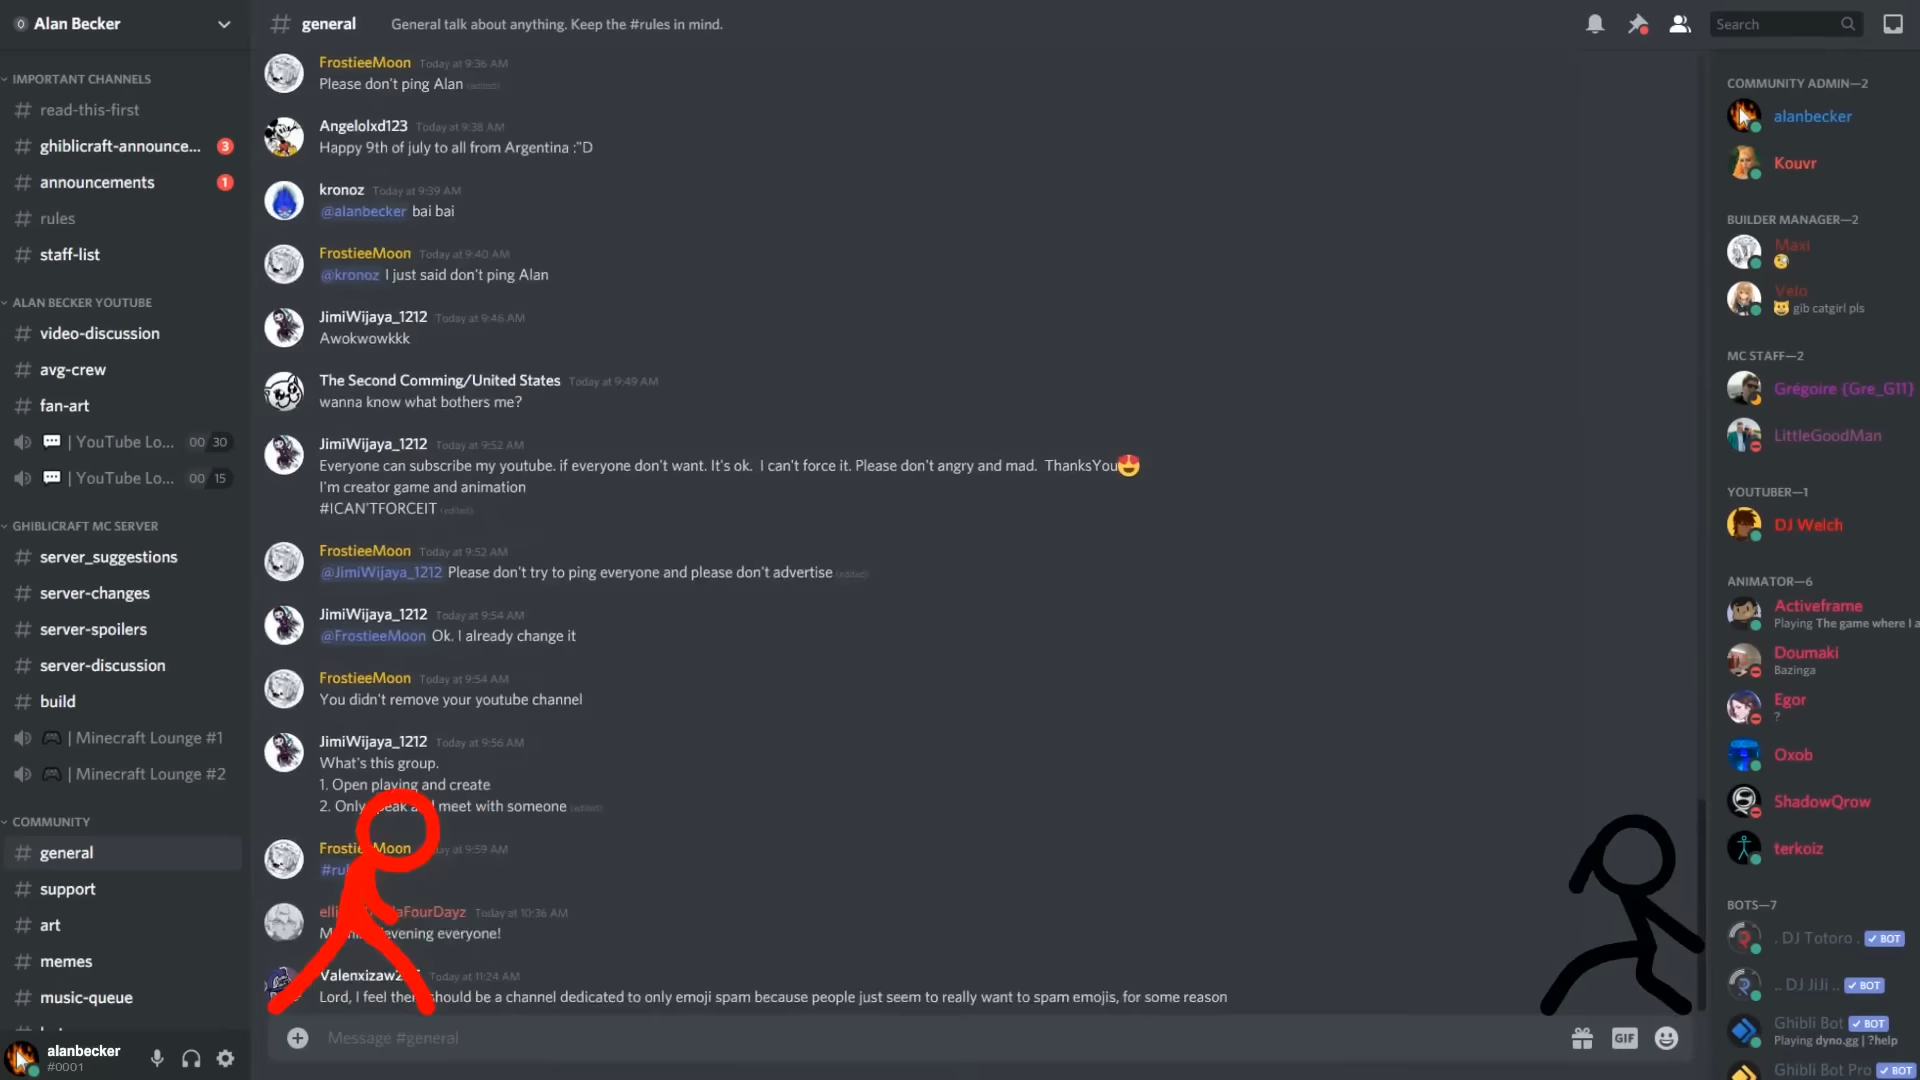 Alan Becker
general
General talk about anything. Keep the #rules in mind.
Search
IMPORTANT CHANNELS
read-this-first
ghiblicraft-announce... 3
announcements 1
rules
staff-list
ALAN BECKER YOUTUBE
video-discussion
avg-crew
fan-art
| YouTube Lo... 00 30
| YouTube Lo... 00 15
GHIBLICRAFT MC SERVER
server_suggestions
server-changes
server-spoilers
server-discussion
build
| Minecraft Lounge #1
| Minecraft Lounge #2
COMMUNITY
general
support
art
memes
music-queue
alanbecker
#0001
FrostieeMoon Today at 9:36 AM
Please don't ping Alan (edited)
Angelolxd123 Today at 9:38 AM
Happy 9th of july to all from Argentina :"D
kronoz Today at 9:39 AM
@alanbecker bai bai
FrostieeMoon Today at 9:40 AM
@kronoz I just said don't ping Alan
JimiWijaya_1212 Today at 9:46 AM
Awokwowkkk
The Second Comming/United States Today at 9:49 AM
wanna know what bothers me?
JimiWijaya_1212 Today at 9:52 AM
Everyone can subscribe my youtube. if everyone don't want. It's ok. I can't force it. Please don't angry and mad. ThanksYou
I'm creator game and animation
#ICAN'TFORCEIT (edited)
FrostieeMoon Today at 9:52 AM
@JimiWijaya_1212 Please don't try to ping everyone and please don't advertise (edited)
JimiWijaya_1212 Today at 9:54 AM
@FrostieeMoon Ok. I already change it
FrostieeMoon Today at 9:54 AM
You didn't remove your youtube channel
JimiWijaya_1212 Today at 9:56 AM
What's this group.
1. Open playing and create
2. Only meet with someone (edited)
Moon at 9:59 AM
Today at 10:36 AM
evening everyone!
Today at 11:24 AM
Lord, I feel should be a channel dedicated to only emoji spam because people just seem to really want to spam emojis, for some reason
Message #general
GIF
COMMUNITY ADMIN—2
alanbecker
Kouvr
BUILDER MANAGER—2
Maxi
Velo
gib catgirl pls
MC STAFF—2
Grégoire {Gre_G11}
LittleGoodMan
YOUTUBER—1
DJ Welch
ANIMATOR—6
Activeframe
Playing The game where I a
Doumaki
Bazinga
Egor
?
Oxob
ShadowQrow
terkoiz
BOTS—7
. DJ Totoro . BOT
.. DJ JiJi .. BOT
Ghibli Bot BOT
Playing dyno.gg | ?help
Ghibli Bot Pro BOT